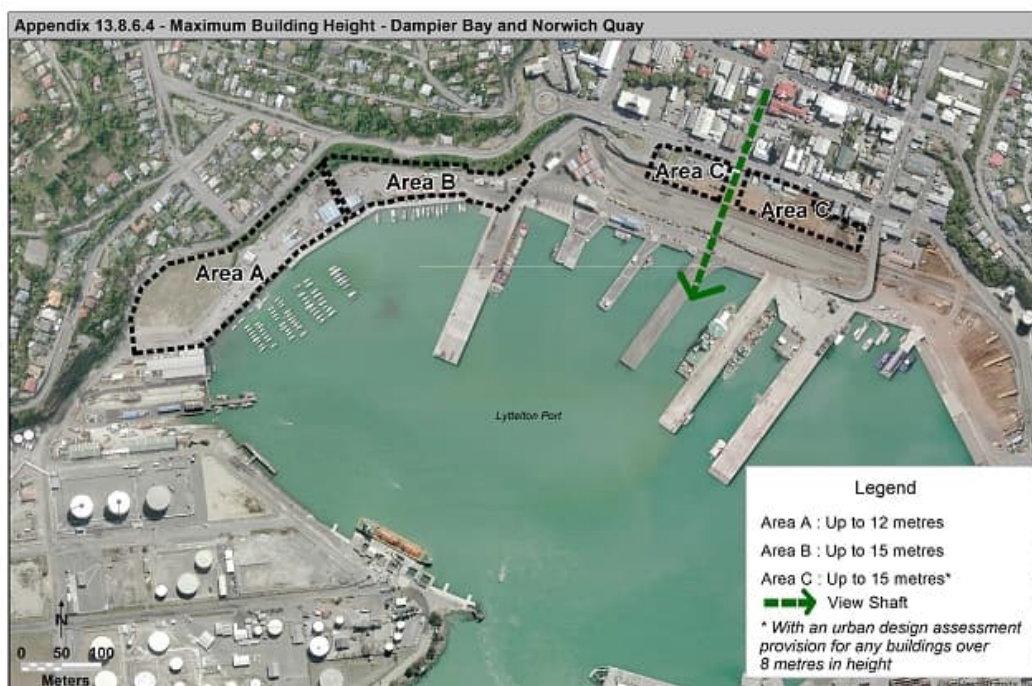 Appendix 13.8.6.4 - Maximum Building Height - Dampier Bay and Norwich Quay
Area B
Area C
Area C
Area A
Lyttelton Port
Legend
Area A : Up to 12 metres
Area B : Up to 15 metres
Area C : Up to 15 metres*
View Shaft
* With an urban design assessment
provision for any buildings over
8 metres in height
N
0 50 100
Meters